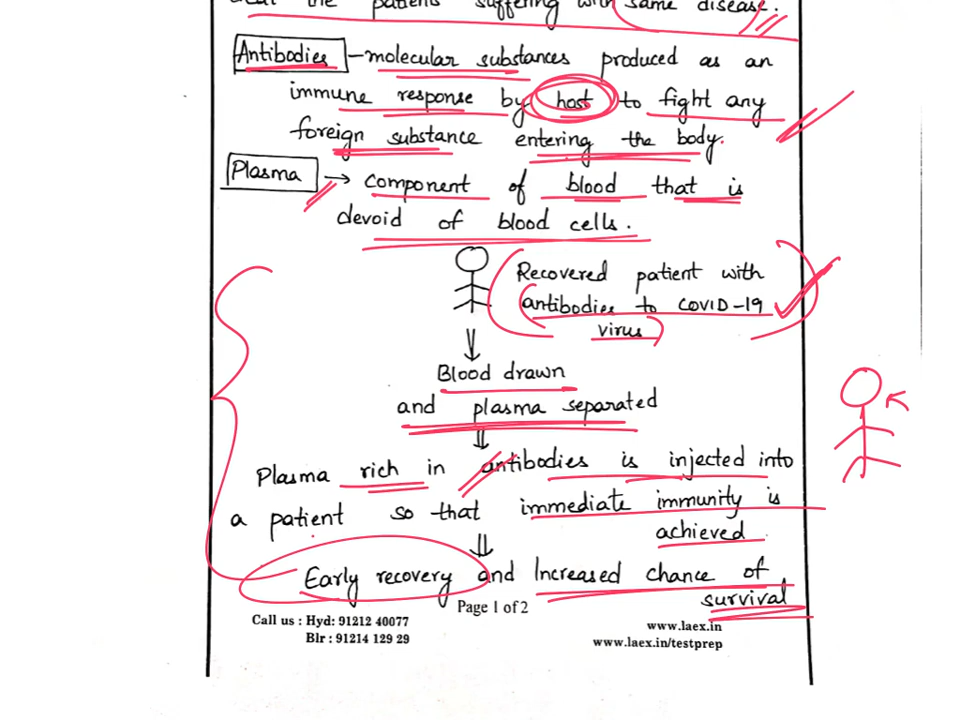 the patients suffering with same disease.
Antibodies - molecular substances produced as an
immune response by host to fight any
foreign substance entering the body.
Plasma → component of blood that is
devoid of blood cells.
Recovered patient with
antibodies to COVID-19
virus
Blood drawn
and plasma separated
Plasma rich in antibodies is injected into
a patient so that immediate immunity is
achieved
Early recovery and Increased chance of
survival
Page 1 of 2
Call us : Hyd: 91212 40077
Blr : 91214 129 29
www.laex.in
www.laex.in/testprep